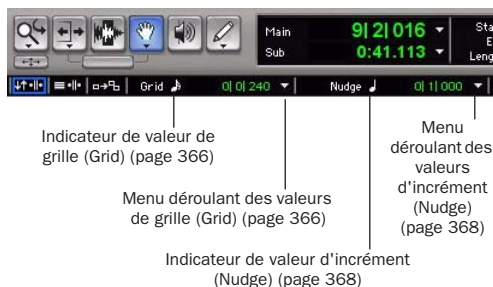 Main 9| 2| 016 Sta
Sub 0:41.113 E
Leng
Grid 0| 0| 240 Nudge 0| 1| 000
Indicateur de valeur de
grille (Grid) (page 366)
Menu déroulant des valeurs
de grille (Grid) (page 366)
Indicateur de valeur d'incrément
(Nudge) (page 368)
Menu
déroulant des
valeurs
d'incrément
(Nudge)
(page 368)